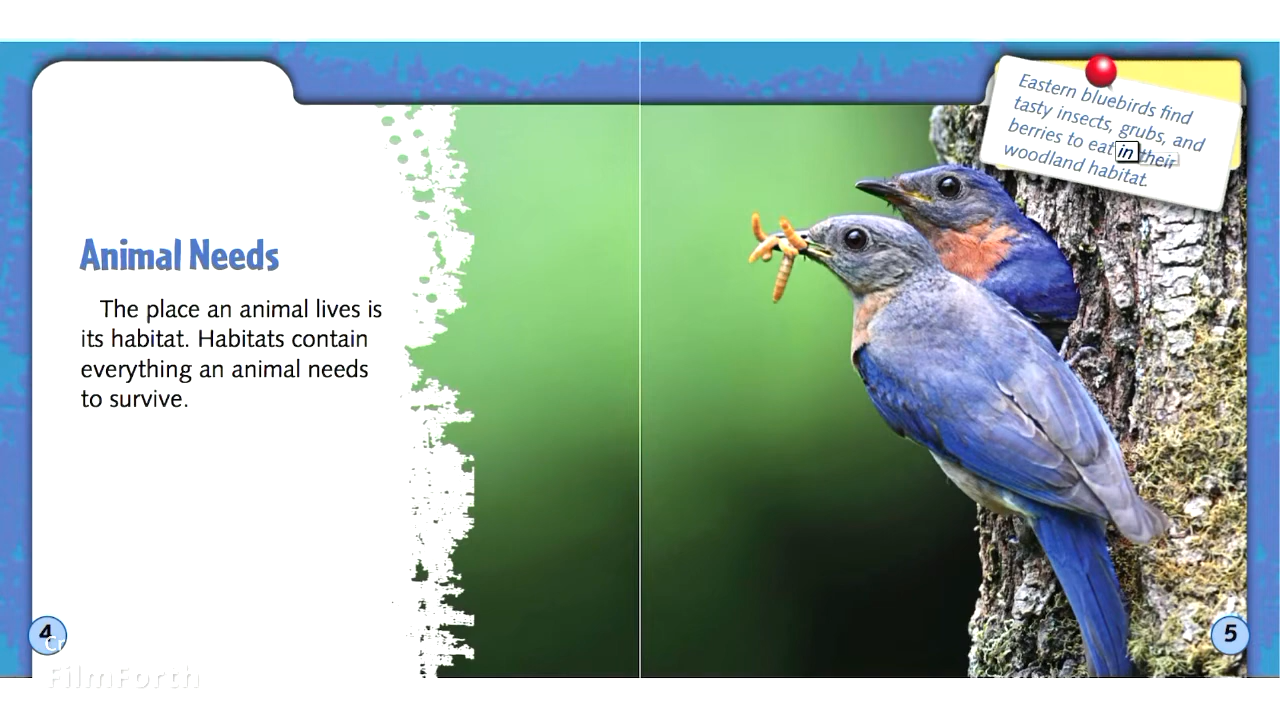 Animal Needs
The place an animal lives is
its habitat. Habitats contain
everything an animal needs
to survive.
Eastern bluebirds find
tasty insects, grubs, and
berries to eat in their
woodland habitat.
4
5
FilmForth